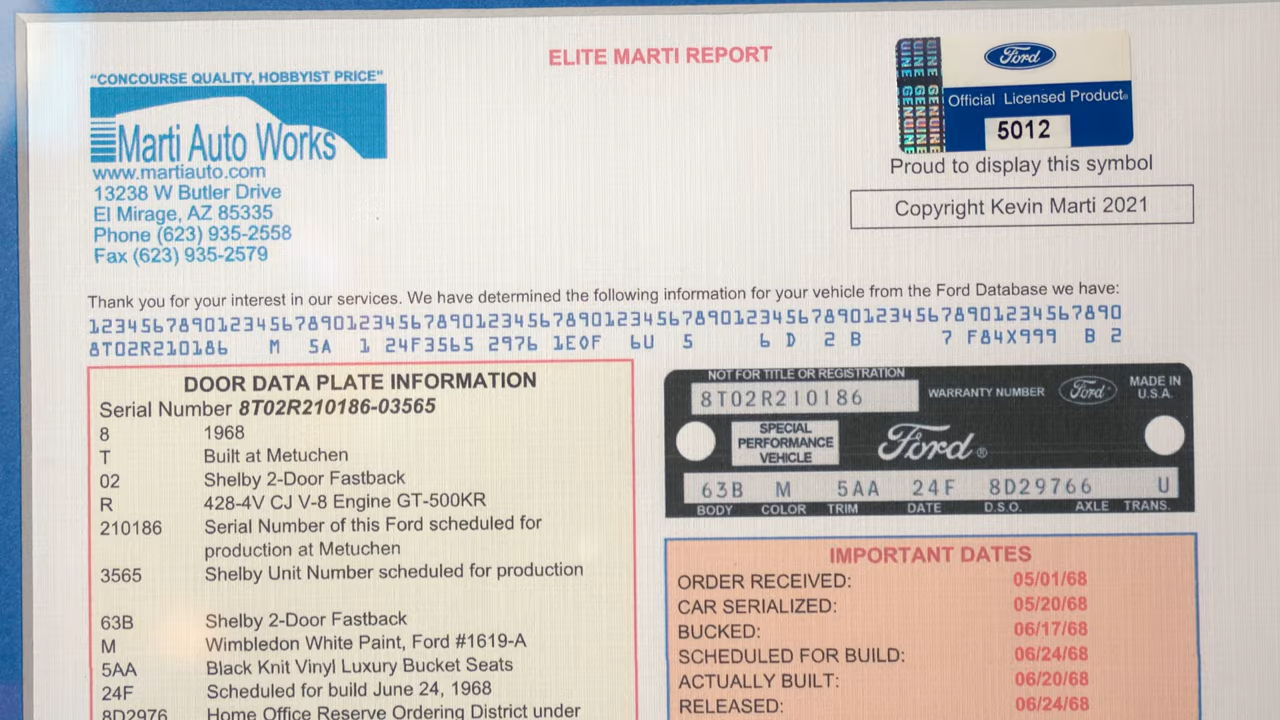 ELITE MARTI REPORT
"CONCOURSE QUALITY, HOBBYIST PRICE"
Marti Auto Works
www.martiauto.com
13238 W Butler Drive
El Mirage, AZ 85335
Phone (623) 935-2558
Fax (623) 935-2579
GENUINE GENUINE GENUINE
Ford
Official Licensed Product®
5012
Proud to display this symbol
Copyright Kevin Marti 2021
Thank you for your interest in our services. We have determined the following information for your vehicle from the Ford Database we have:
12345678901234567890123456789012345678901234567890123456789012345678901234567890
8T02R210186 M 5A 1 24F3565 2976 1E0F 6U 5 6 D 2 B 7 F84X999 B 2
DOOR DATA PLATE INFORMATION
Serial Number 8T02R210186-03565
8 1968
T Built at Metuchen
02 Shelby 2-Door Fastback
R 428-4V CJ V-8 Engine GT-500KR
210186 Serial Number of this Ford scheduled for
production at Metuchen
3565 Shelby Unit Number scheduled for production
63B Shelby 2-Door Fastback
M Wimbledon White Paint, Ford #1619-A
5AA Black Knit Vinyl Luxury Bucket Seats
24F Scheduled for build June 24, 1968
8D2976 Home Office Reserve Ordering District under
NOT FOR TITLE OR REGISTRATION
8T02R210186 WARRANTY NUMBER Ford MADE IN
U.S.A.
SPECIAL
PERFORMANCE
VEHICLE
Ford®
63B M 5AA 24F 8D29766 U
BODY COLOR TRIM DATE D.S.O. AXLE TRANS.
IMPORTANT DATES
ORDER RECEIVED: 05/01/68
CAR SERIALIZED: 05/20/68
BUCKED: 06/17/68
SCHEDULED FOR BUILD: 06/24/68
ACTUALLY BUILT: 06/20/68
RELEASED: 06/24/68